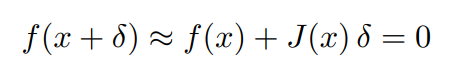 f(x + δ) ≈ f(x) + J(x) δ = 0